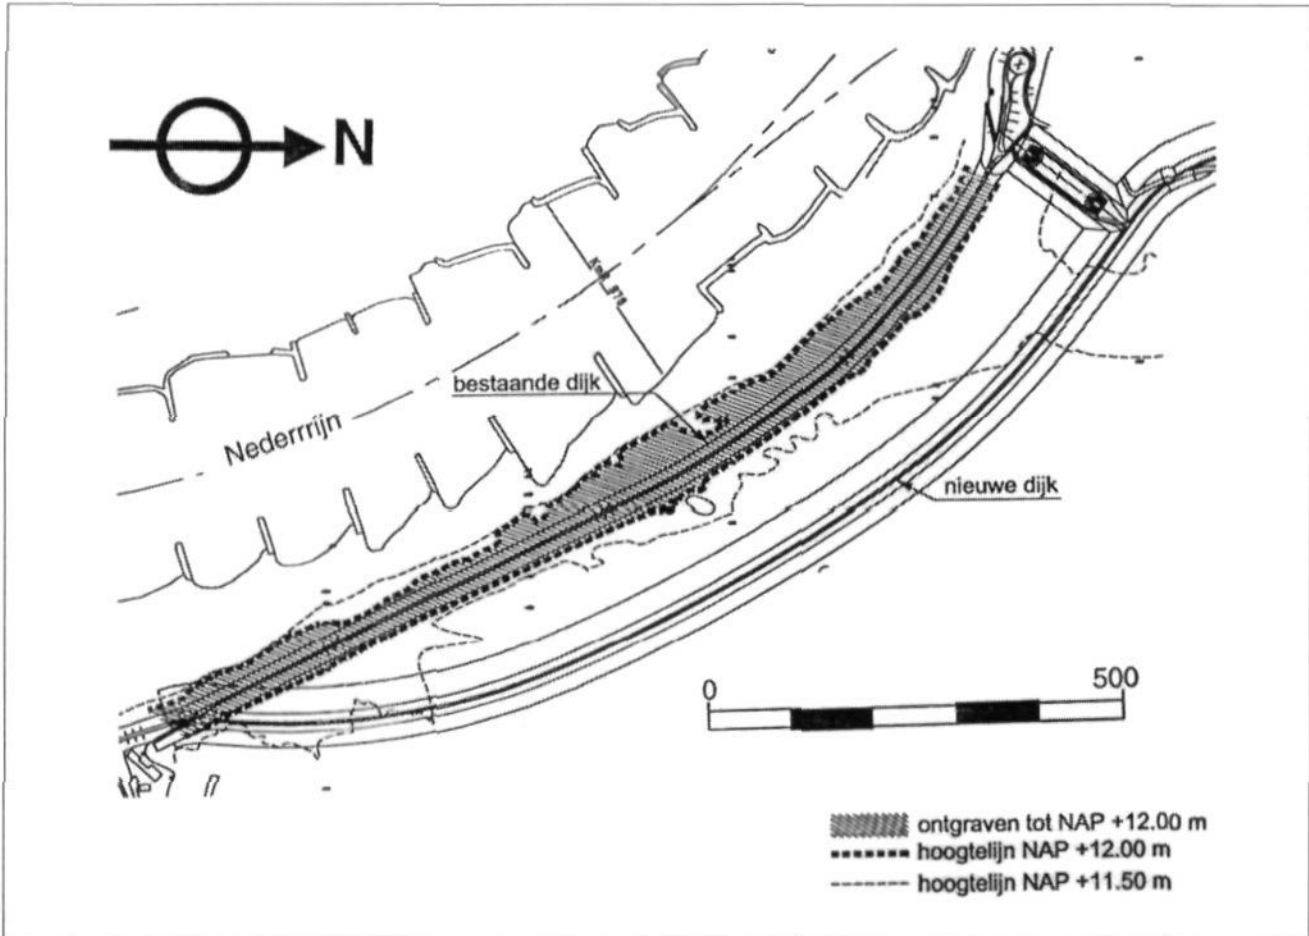 N
bestaande dijk
Nederrrijn
nieuwe dijk
0 500
ontgraven tot NAP +12.00 m
hoogtelijn NAP +12.00 m
hoogtelijn NAP +11.50 m